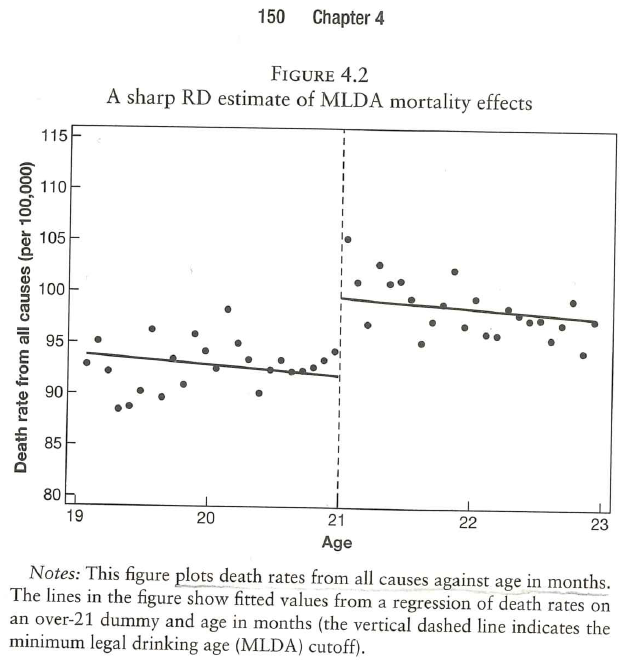 150 Chapter 4
FIGURE 4.2
A sharp RD estimate of MLDA mortality effects
115
110
105
100
95
90
85
80
Death rate from all causes (per 100,000)
19 20 21 22 23
Age
Notes: This figure plots death rates from all causes against age in months.
The lines in the figure show fitted values from a regression of death rates on
an over-21 dummy and age in months (the vertical dashed line indicates the
minimum legal drinking age (MLDA) cutoff).